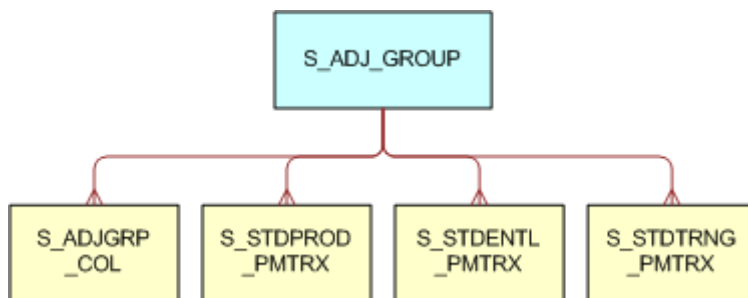 S_ADJ_GROUP
S_ADJGRP
_COL
S_STDPROD
_PMTRX
S_STDENTL
_PMTRX
S_STDTRNG
_PMTRX